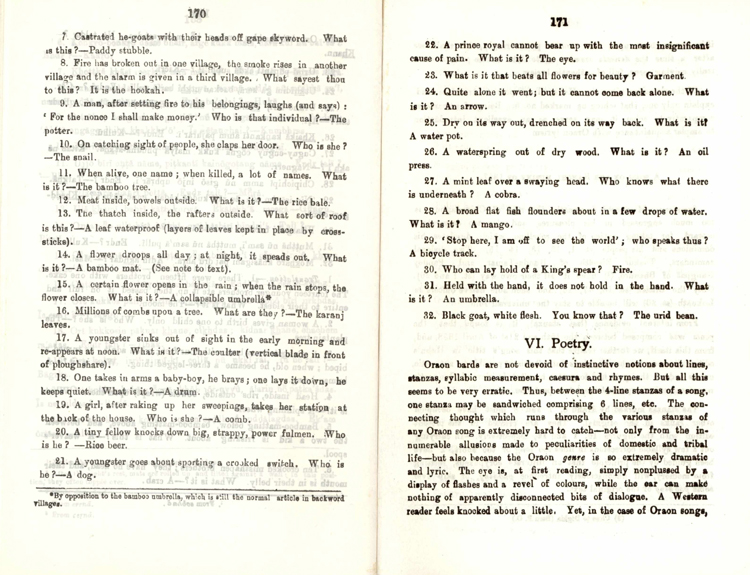 170
7. Castrated he-goats with their heads off gape skyword. What
is this ?—Paddy stubble.
8. Fire has broken out in one village, the smoke rises in another
village and the alarm is given in a third village. What sayest thou
to this? It is the hookah.
9. A man, after setting fire to his belongings, laughs (and says) :
‘ For the nonce I shall make money.’ Who is that individual ?—The
potter.
10. On catching sight of people, she claps her door. Who is she ?
—The snail.
11. When alive, one name ; when killed, a lot of names. What
is it ?—The bamboo tree.
12. Meat inside, bowels outside. What is it ?—The rice bale.
13. The thatch inside, the rafters outside. What sort of roof
is this ?—A leaf waterproof (layers of leaves kept in place by cross-
sticks).
14. A flower droops all day ; at night, it speads out, What
is it ?—A bamboo mat. (See note to text).
15. A certain flower opens in the rain ; when the rain stops, the
flower closes. What is it ?—A collapsible umbrella*
16. Millions of combs upon a tree. What are they ?—The karanj
leaves.
17. A youngster sinks out of sight in the early morning and
re-appears at noon. What is it ?—The coulter (vertical blade in front
of ploughshare).
18. One takes in arms a baby-boy, he brays ; one lays it down, he
keeps quiet. What is it ?—A drum.
19. A girl, after raking up her sweepings, takes her station at
the back of the house. Who is she ?—A comb.
20. A tiny fellow knocks down big, strappy, power fulmen. Who
is he ? —Rice beer.
21. A youngster goes about sporting a crooked switch. Who is
he ?—A dog.
*By opposition to the bamboo umbrella, which is still the normal article in backword
villages.
171
22. A prince royal cannot bear up with the most insignificant
cause of pain. What is it ? The eye.
23. What is it that beats all flowers for beauty ? Garment
24. Quite alone it went ; but it cannot come back alone. What
is it ? An arrow.
25. Dry on its way out, drenched on its way back. What is it?
A water pot.
26. A waterspring out of dry wood. What is it ? An oil
press.
27. A mint leaf over a swaying head. Who knows what there
is underneath ? A cobra.
28. A broad flat fish flounders about in a few drops of water.
What is it ? A mango.
29. ‘Stop here, I am off to see the world’ ; who speaks thus ?
A bicycle track.
30. Who can lay hold of a King's spear ? Fire.
31. Held with the hand, it does not hold in the hand. What
is it ? An umbrella.
32. Black goat, white flesh. You know that ? The urid bean.
VI. Poetry.
Oraon bards are not devoid of instinctive notions about lines,
stanzas, syllabic measurement, caesura and rhymes. But all this
seems to be very erratic. Thus, between the 4-line stanzas of a song,
one stanza may be sandwiched comprising 6 lines, etc. The con-
necting thought which runs through the various stanzas of
any Oraon song is extremely hard to catch—not only from the in-
numerable allusions made to peculiarities of domestic and tribal
life—but also because the Oraon genre is so extremely dramatic
and lyric. The eye is, at first reading, simply nonplussed by a
display of flashes and a revel of colours, while the ear can make
nothing of apparently disconnected bits of dialogue. A Western
reader feels knocked about a little. Yet, in the case of Oraon songs,